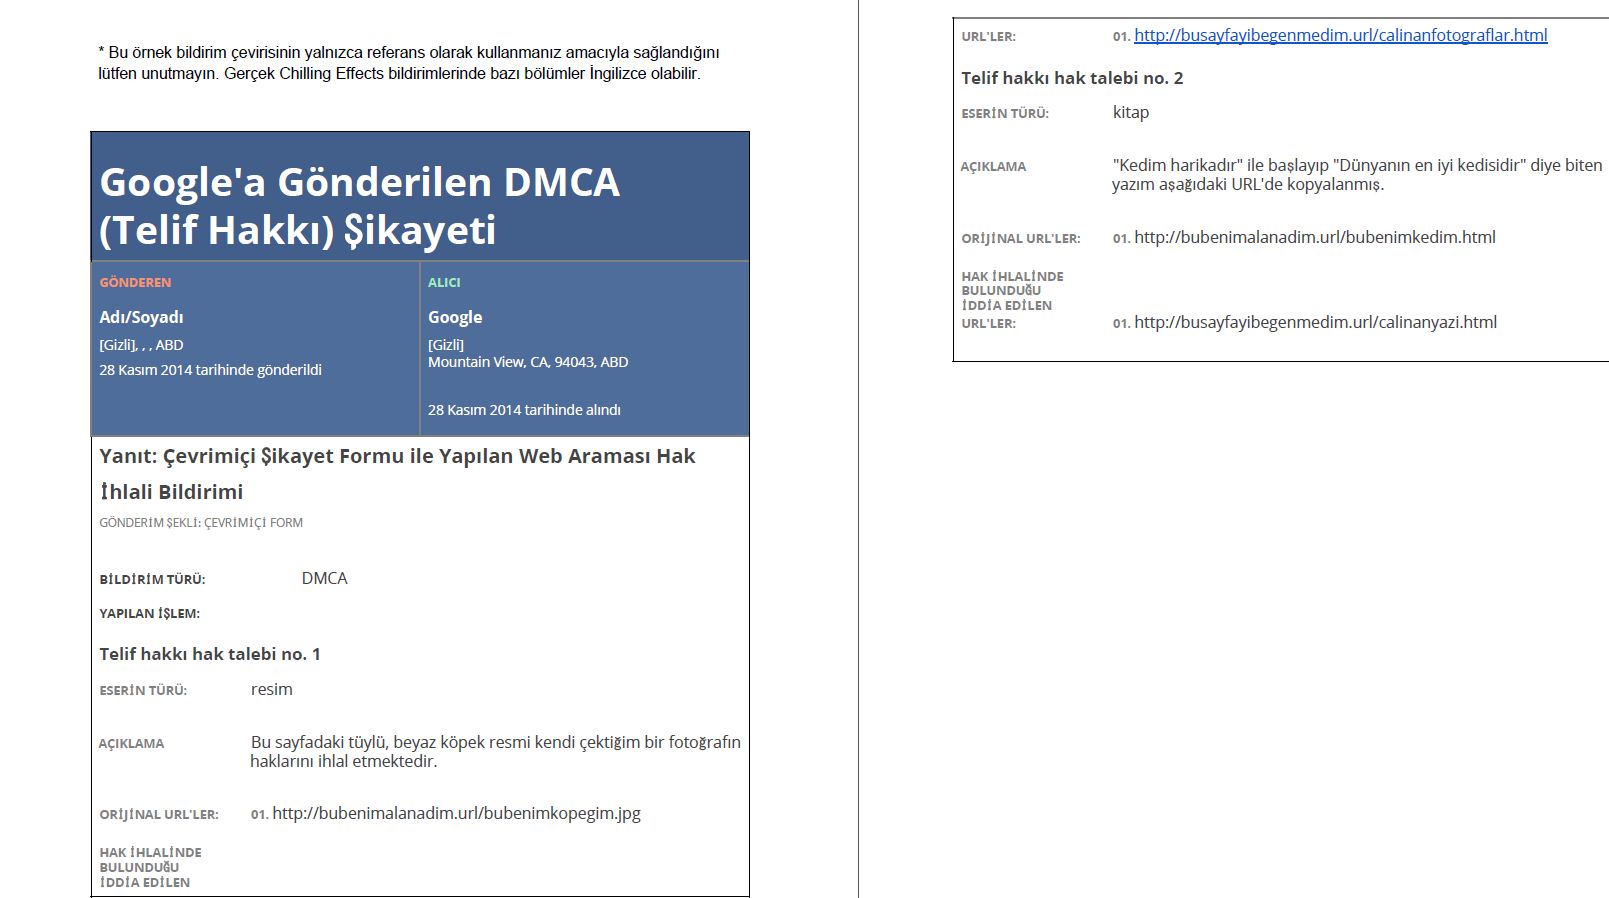 * Bu örnek bildirim çevirisinin yalnızca referans olarak kullanmanız amacıyla sağlandığını
lütfen unutmayın. Gerçek Chilling Effects bildirimlerinde bazı bölümler İngilizce olabilir.
Google'a Gönderilen DMCA
(Telif Hakkı) Şikayeti
GÖNDEREN
Adı/Soyadı
[Gizli], , , ABD
28 Kasım 2014 tarihinde gönderildi
ALICI
Google
[Gizli]
Mountain View, CA, 94043, ABD
28 Kasım 2014 tarihinde alındı
Yanıt: Çevrimiçi Şikayet Formu ile Yapılan Web Araması Hak
İhlali Bildirimi
GÖNDERİM ŞEKLİ: ÇEVRİMİÇİ FORM
BİLDİRİM TÜRÜ: DMCA
YAPILAN İŞLEM:
Telif hakkı hak talebi no. 1
ESERİN TÜRÜ: resim
AÇIKLAMA Bu sayfadaki tüylü, beyaz köpek resmi kendi çektiğim bir fotoğrafın
haklarını ihlal etmektedir.
ORİJİNAL URL'LER: 01. http://bubenimalanadim.url/bubenimkopegim.jpg
HAK İHLALİNDE
BULUNDUĞU
İDDİA EDİLEN
URL'LER: 01. http://busayfayibegenmedim.url/calinanfotograflar.html
Telif hakkı hak talebi no. 2
ESERİN TÜRÜ: kitap
AÇIKLAMA "Kedim harikadır" ile başlayıp "Dünyanın en iyi kedisidir" diye biten
yazım aşağıdaki URL'de kopyalanmış.
ORİJİNAL URL'LER: 01. http://bubenimalanadim.url/bubenimkedim.html
HAK İHLALİNDE
BULUNDUĞU
İDDİA EDİLEN
URL'LER: 01. http://busayfayibegenmedim.url/calinanyazi.html